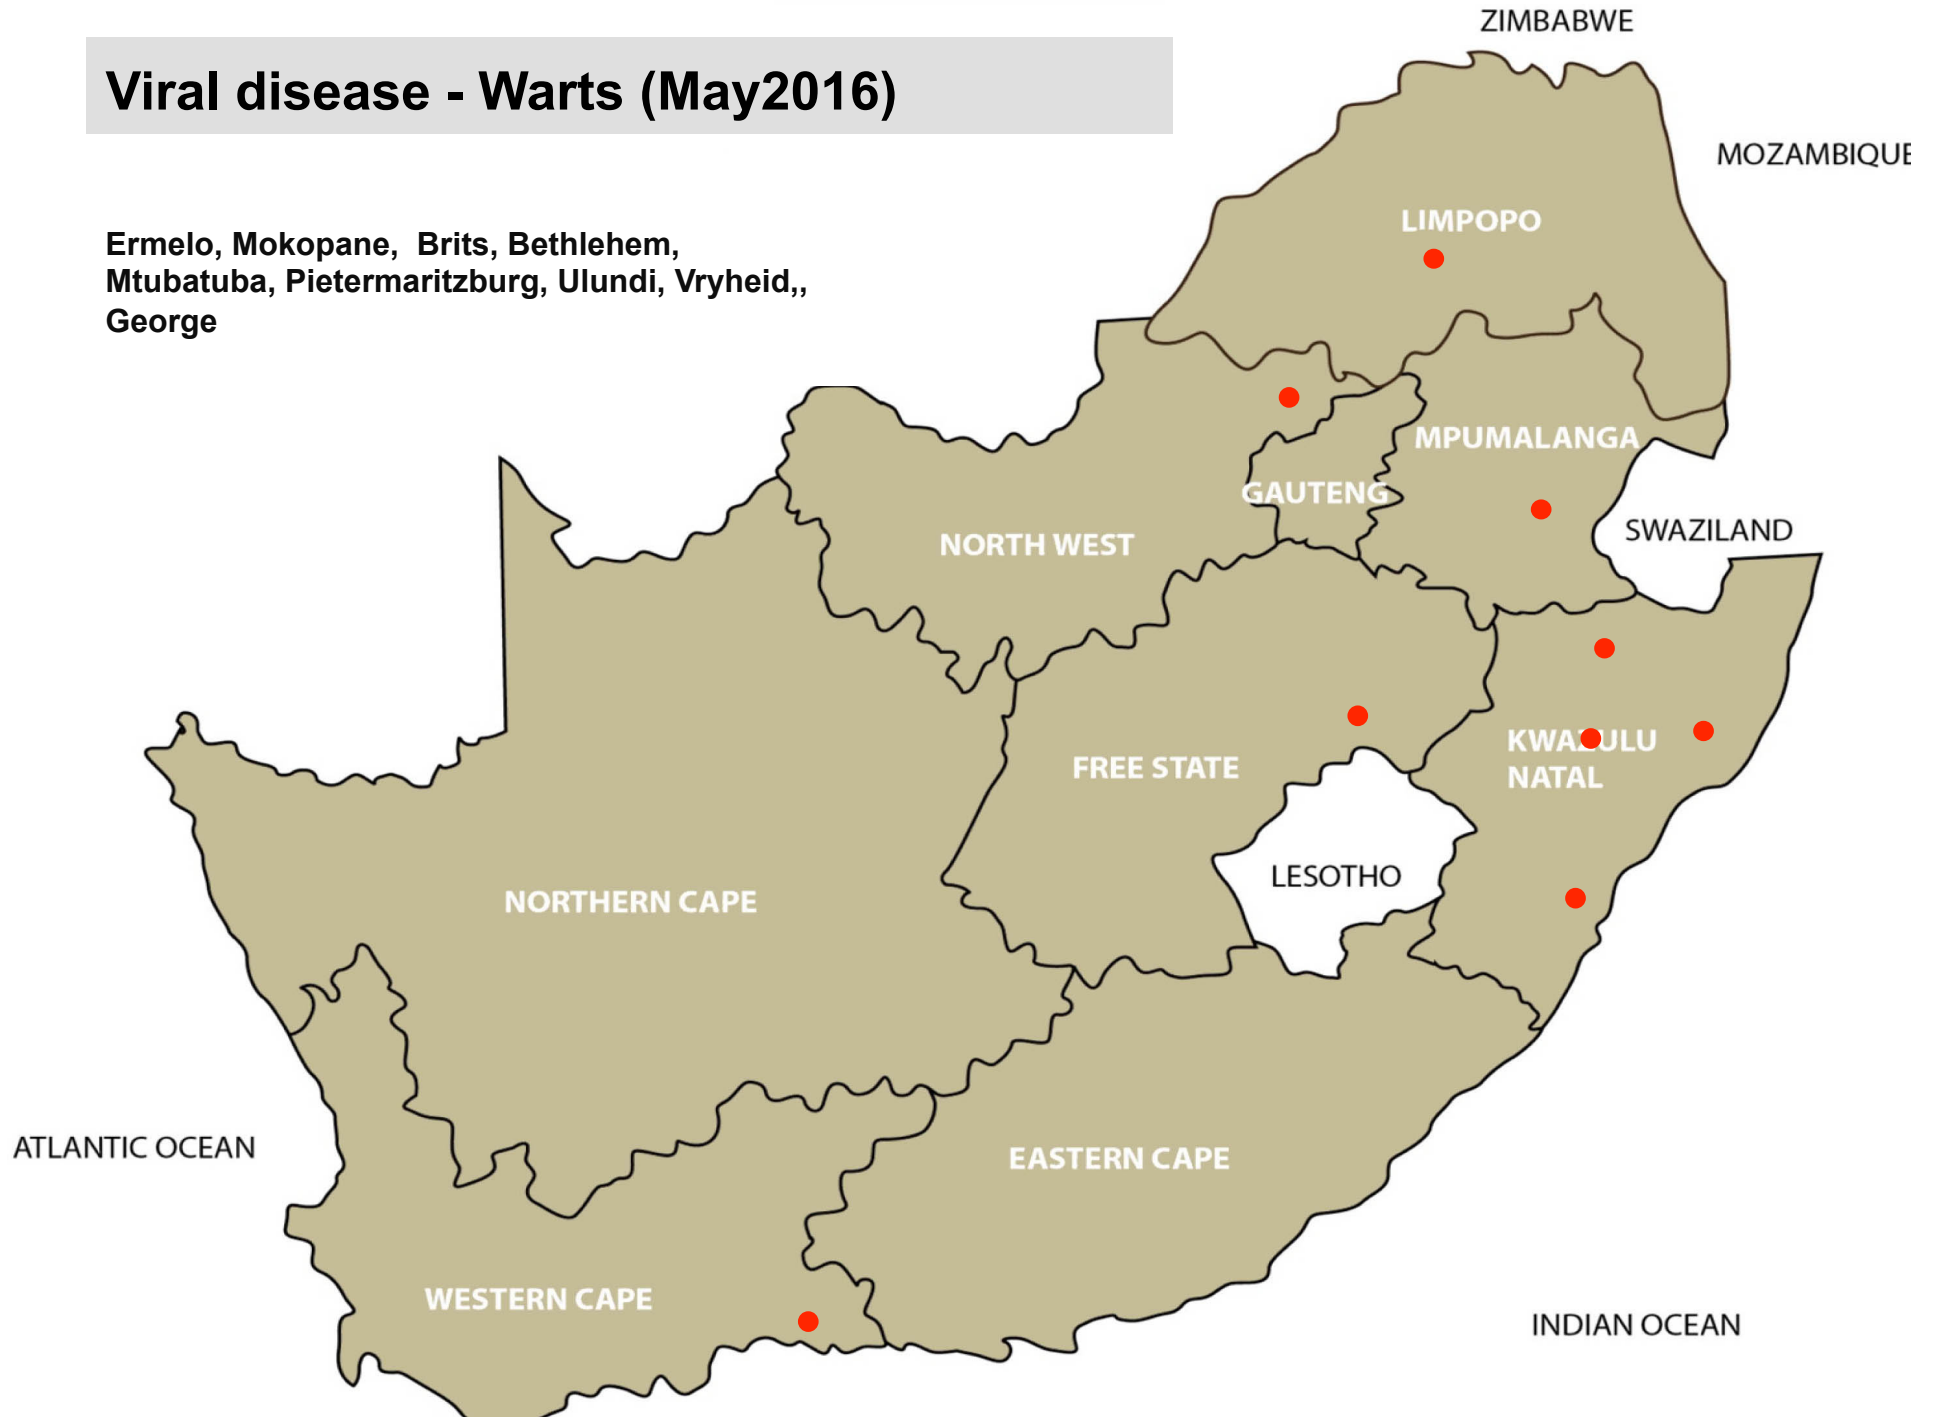 ZIMBABWE
Viral disease - Warts (May2016)
MOZAMBIQUE
LIMPOPO
Ermelo, Mokopane,  Brits, Bethlehem,
Mtubatuba, Pietermaritzburg, Ulundi, Vryheid,,
George
MPUMALANGA
GAUTENG
SWAZILAND
NORTH WEST
KWAZULU
NATAL
FREE STATE
LESOTHO
NORTHERN CAPE
ATLANTIC OCEAN
EASTERN CAPE
WESTERN CAPE
INDIAN OCEAN